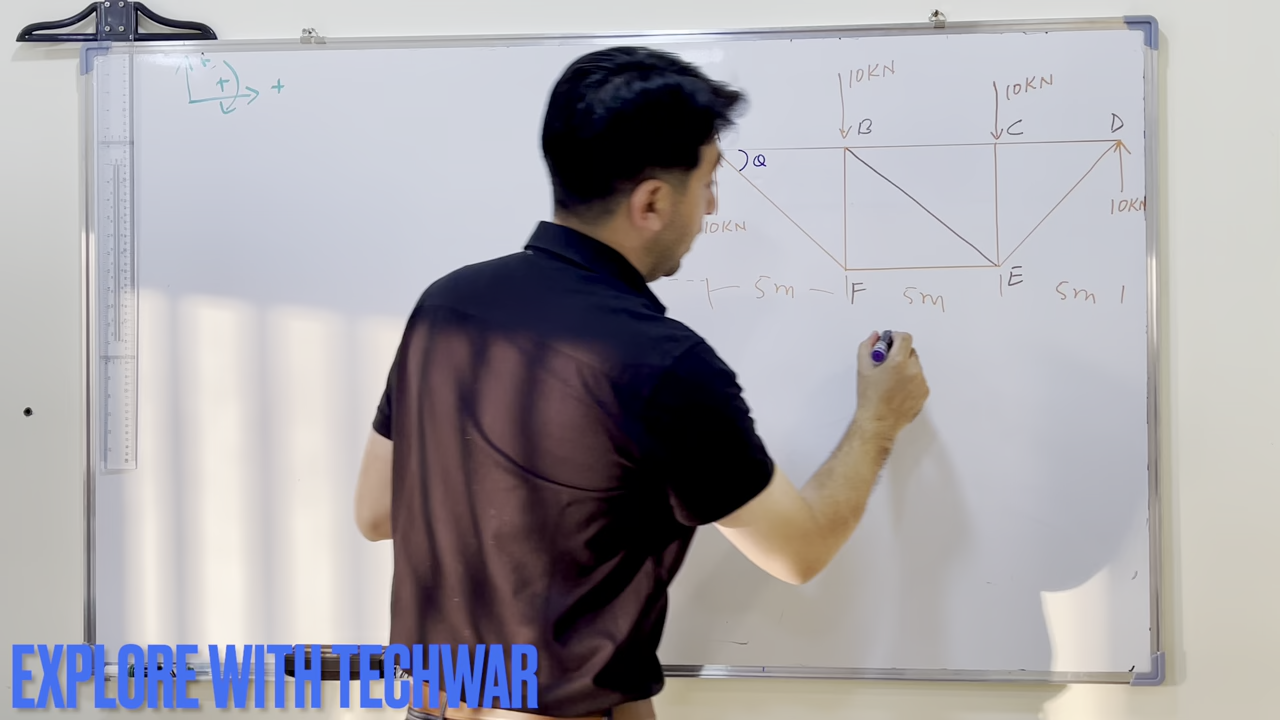 + +
10KN
10KN
B
C
D
Q
10KN
10KN
F
E
5m
5m
5m
EXPLORE WITH TECHWAR